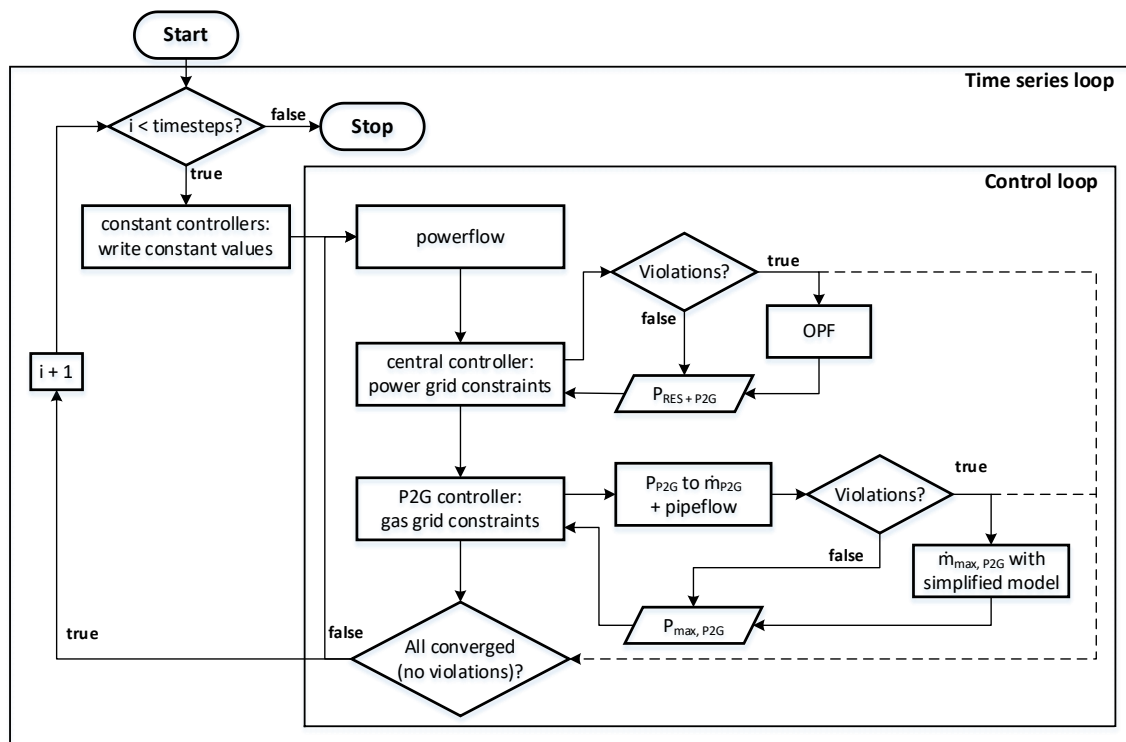 Start
Time series loop
i < timesteps?
false
Stop
true
Control loop
constant controllers:
write constant values
powerflow
Violations?
true
false
OPF
i + 1
central controller:
power grid constraints
P_RES + P2G
P2G controller:
gas grid constraints
P_P2G to ṁ_P2G
+ pipeflow
Violations?
true
false
ṁ_max, P2G with
simplified model
P_max, P2G
true
false
All converged
(no violations)?